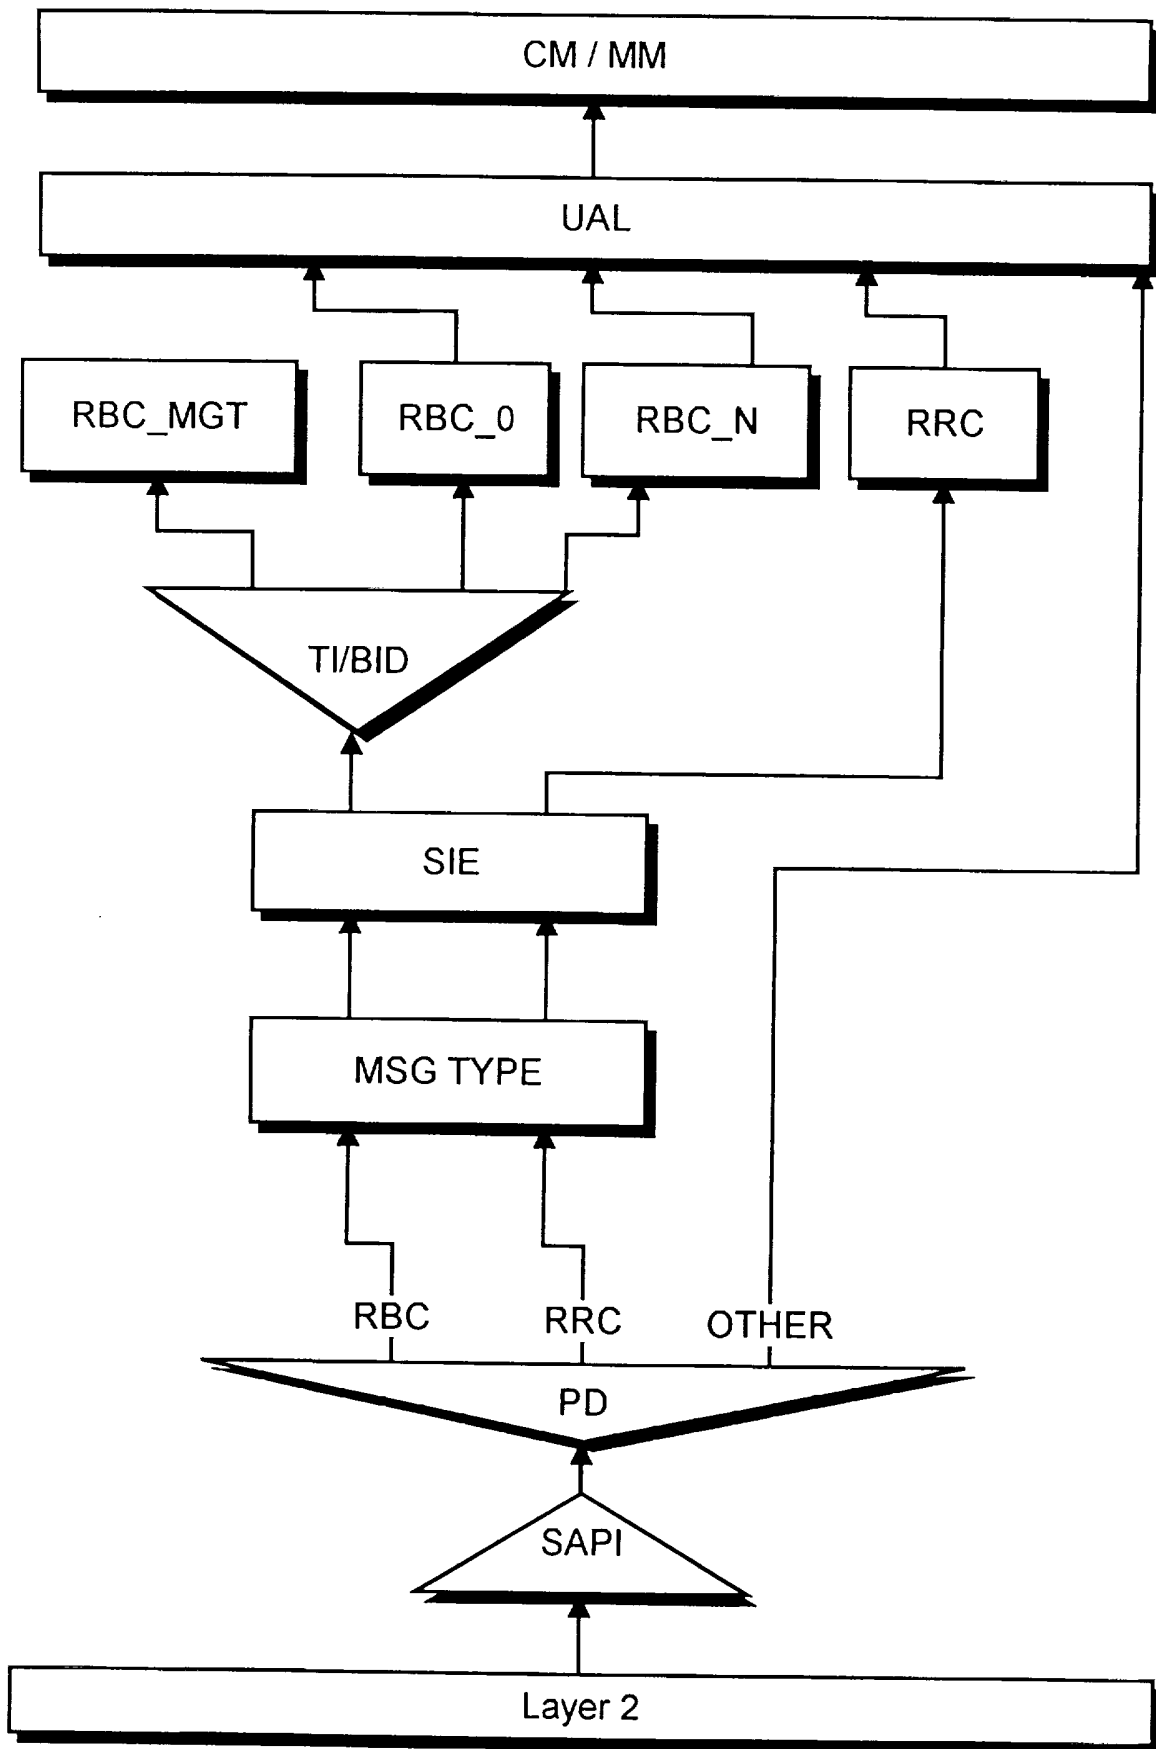 CM / MM
UAL
RBC_MGT
RBC_0
RBC_N
RRC
TI/BID
SIE
MSG TYPE
RBC
RRC
OTHER
PD
SAPI
Layer 2